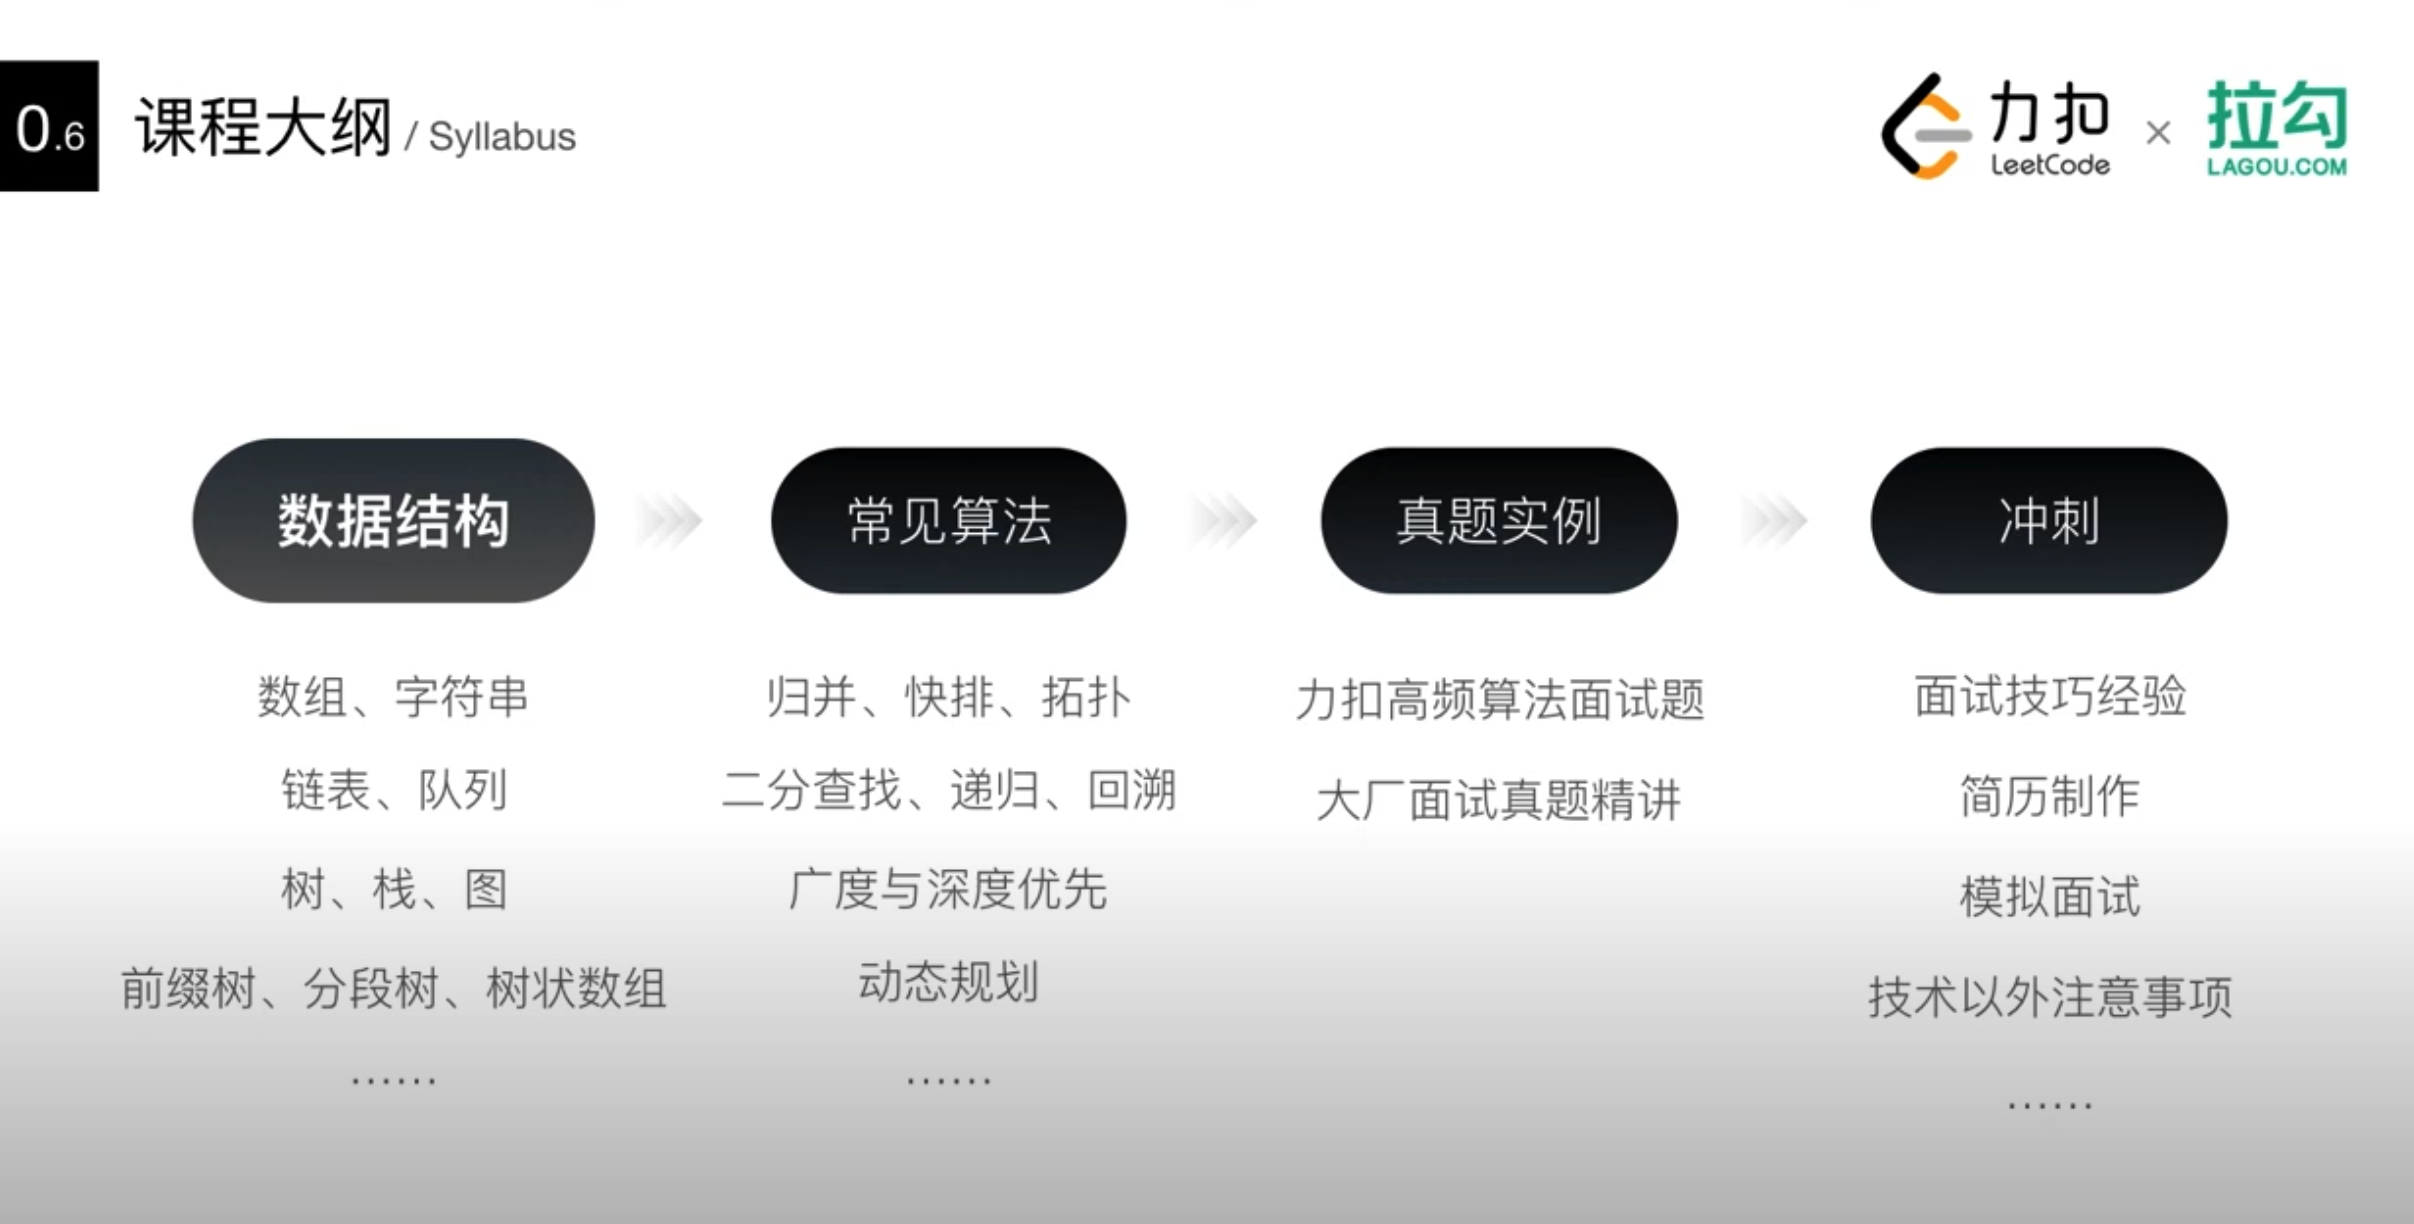 0.6
课程大纲 / Syllabus
力扣
LeetCode
×
拉勾
LAGOU.COM
数据结构
数组、字符串
链表、队列
树、栈、图
前缀树、分段树、树状数组
……
常见算法
归并、快排、拓扑
二分查找、递归、回溯
广度与深度优先
动态规划
……
真题实例
力扣高频算法面试题
大厂面试真题精讲
冲刺
面试技巧经验
简历制作
模拟面试
技术以外注意事项
……